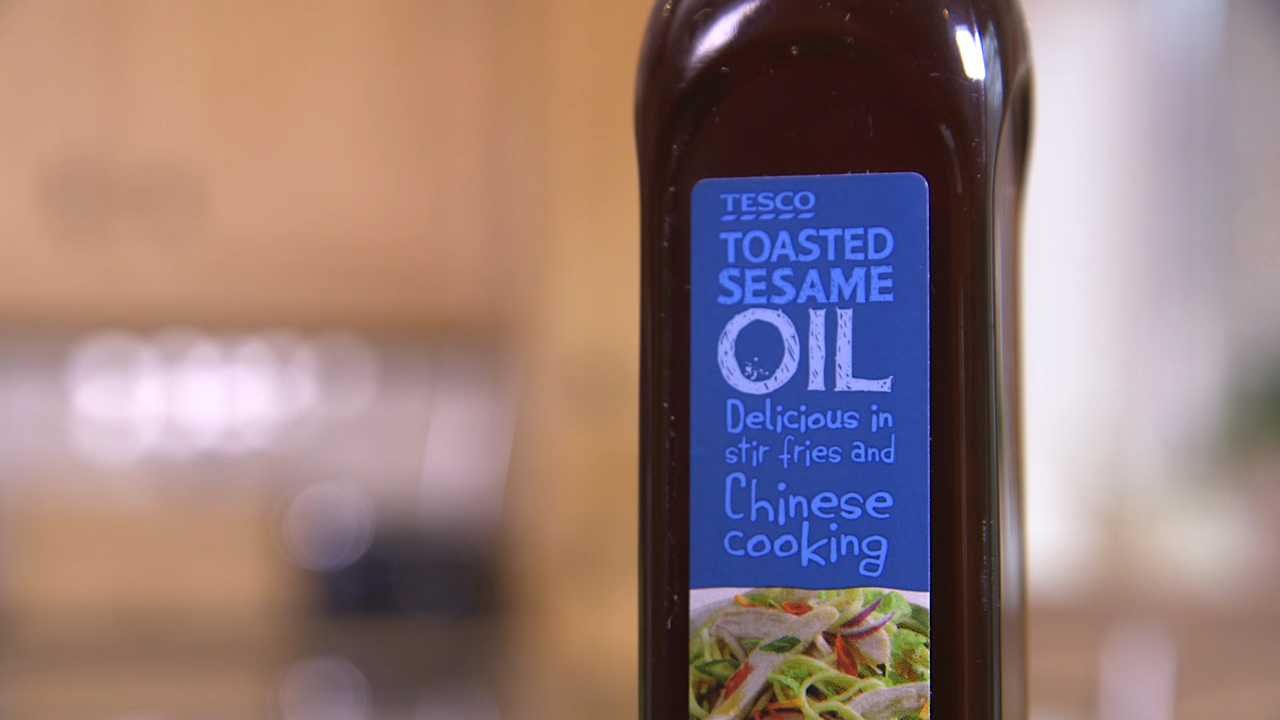 TESCO
TOASTED
SESAME
OIL
Delicious in
stir fries and
Chinese
cooking